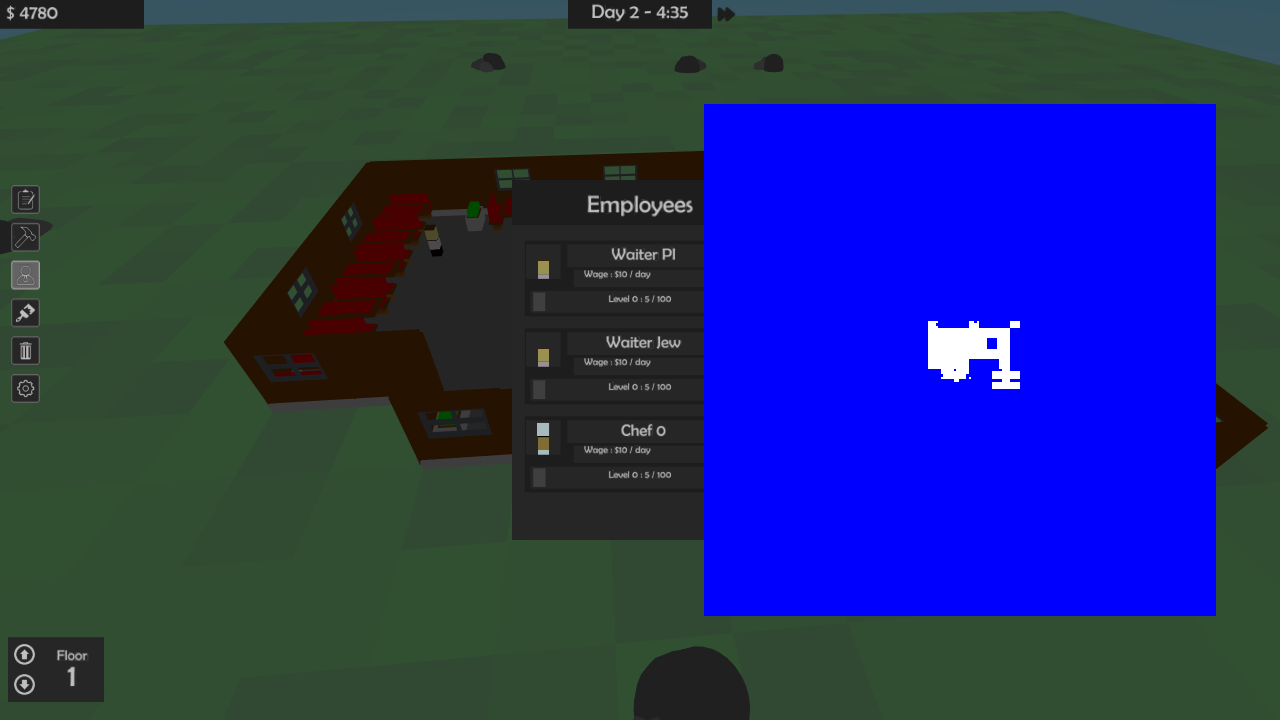 $ 4780
Day 2 - 4:35
Employees
Waiter Pl
Wage : $10 / day
Level 0 : 5 / 100
Waiter Jew
Wage : $10 / day
Level 0 : 5 / 100
Chef 0
Wage : $10 / day
Level 0 : 5 / 100
Floor
1